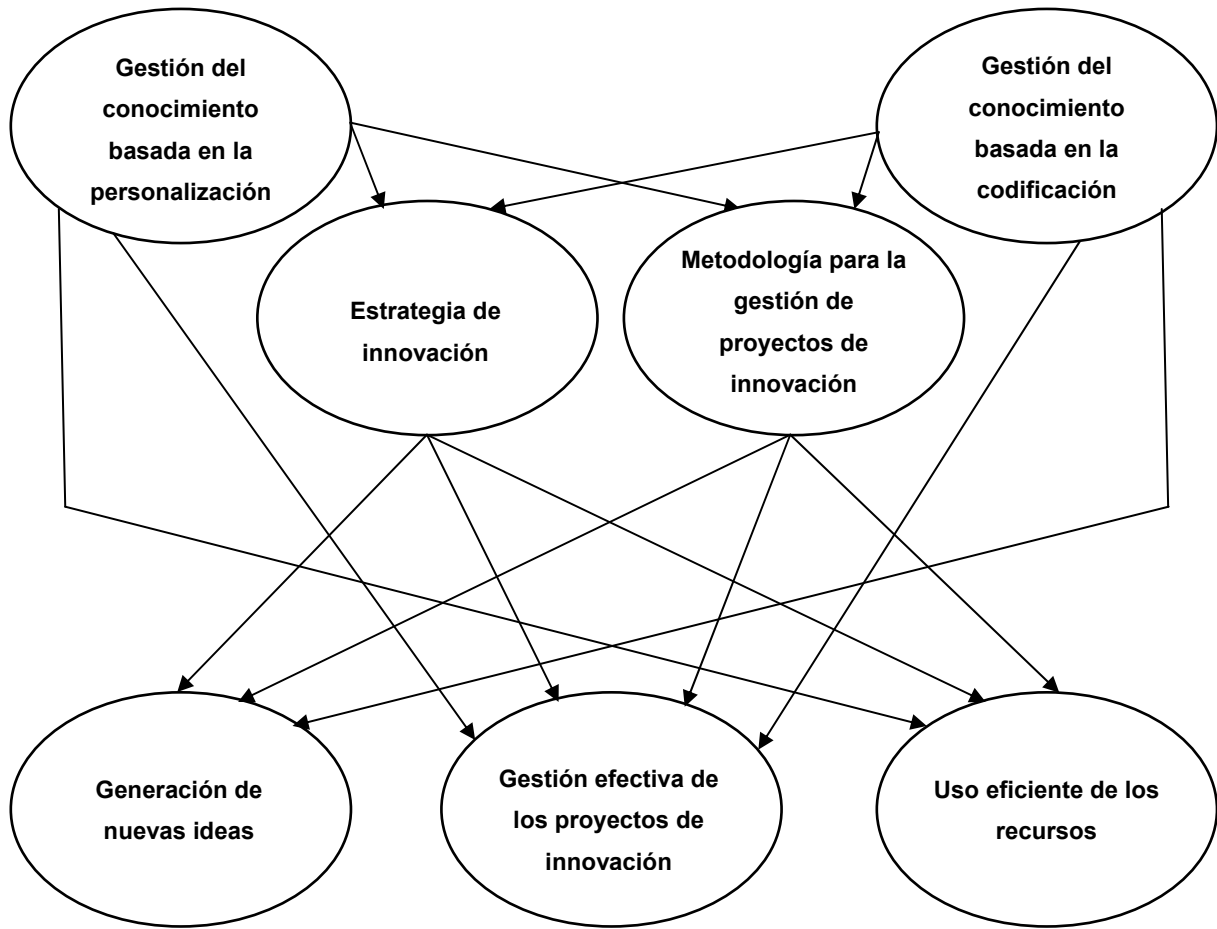 Gestión del
conocimiento
basada en la
personalización
Gestión del
conocimiento
basada en la
codificación
Estrategia de
innovación
Metodología para la
gestión de
proyectos de
innovación
Generación de
nuevas ideas
Gestión efectiva de
los proyectos de
innovación
Uso eficiente de los
recursos